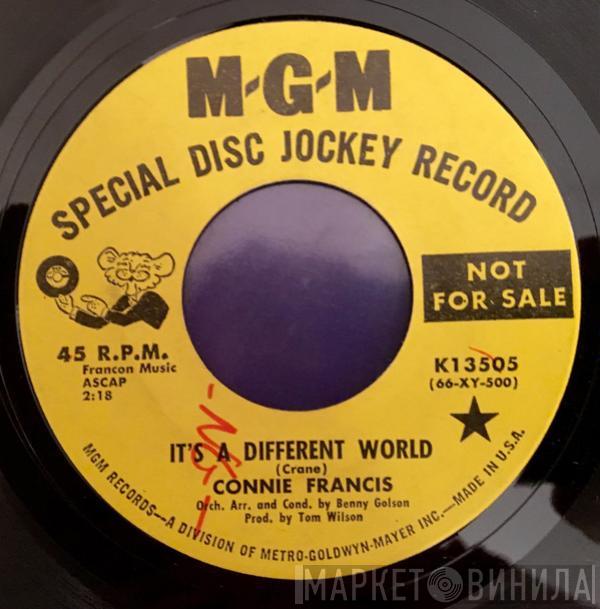 M-G-M
SPECIAL DISC JOCKEY RECORD
NOT
FOR SALE
45 R.P.M.
Francon Music
ASCAP
2:18
K13505
(66-XY-500)
IT'S A DIFFERENT WORLD
(Crane)
CONNIE FRANCIS
Orch. Arr. and Cond. by Benny Golson
Prod. by Tom Wilson
MGM RECORDS—A DIVISION OF METRO-GOLDWYN-MAYER INC.—MADE IN U.S.A.
МАРКЕТ ВИНИЛА